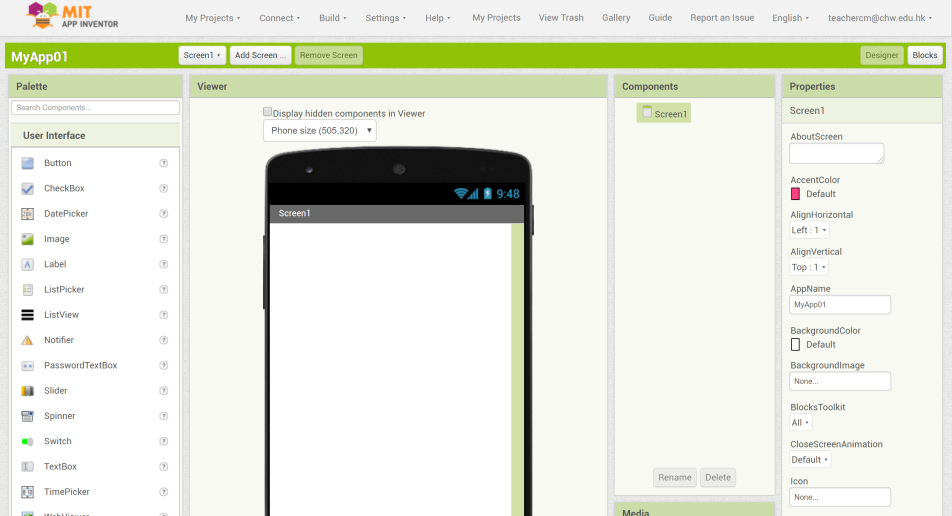 MIT
APP INVENTOR
My Projects Connect Build Settings Help My Projects View Trash Gallery Guide Report an Issue English teachercm@chw.edu.hk
MyApp01
Screen1 Add Screen ... Remove Screen
Designer Blocks
Palette
Search Components...
User Interface
Button ?
CheckBox ?
DatePicker ?
Image ?
Label ?
ListPicker ?
ListView ?
Notifier ?
PasswordTextBox ?
Slider ?
Spinner ?
Switch ?
TextBox ?
TimePicker ?
WebViewer
Viewer
Display hidden components in Viewer
Phone size (505,320)
9:48
Screen1
Components
Screen1
Rename Delete
Media
Properties
Screen1
AboutScreen
AccentColor
Default
AlignHorizontal
Left : 1
AlignVertical
Top : 1
AppName
MyApp01
BackgroundColor
Default
BackgroundImage
None...
BlocksToolkit
All
CloseScreenAnimation
Default
Icon
None...